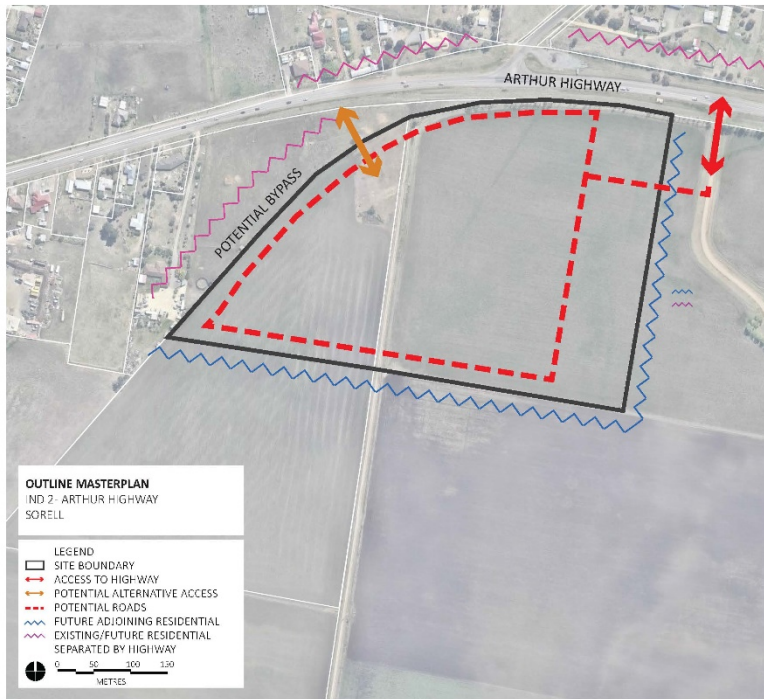 ARTHUR HIGHWAY
POTENTIAL BYPASS
OUTLINE MASTERPLAN
IND 2- ARTHUR HIGHWAY
SORELL
LEGEND
SITE BOUNDARY
ACCESS TO HIGHWAY
POTENTIAL ALTERNATIVE ACCESS
POTENTIAL ROADS
FUTURE ADJOINING RESIDENTIAL
EXISTING/FUTURE RESIDENTIAL
SEPARATED BY HIGHWAY
0 50 100 150
METRES